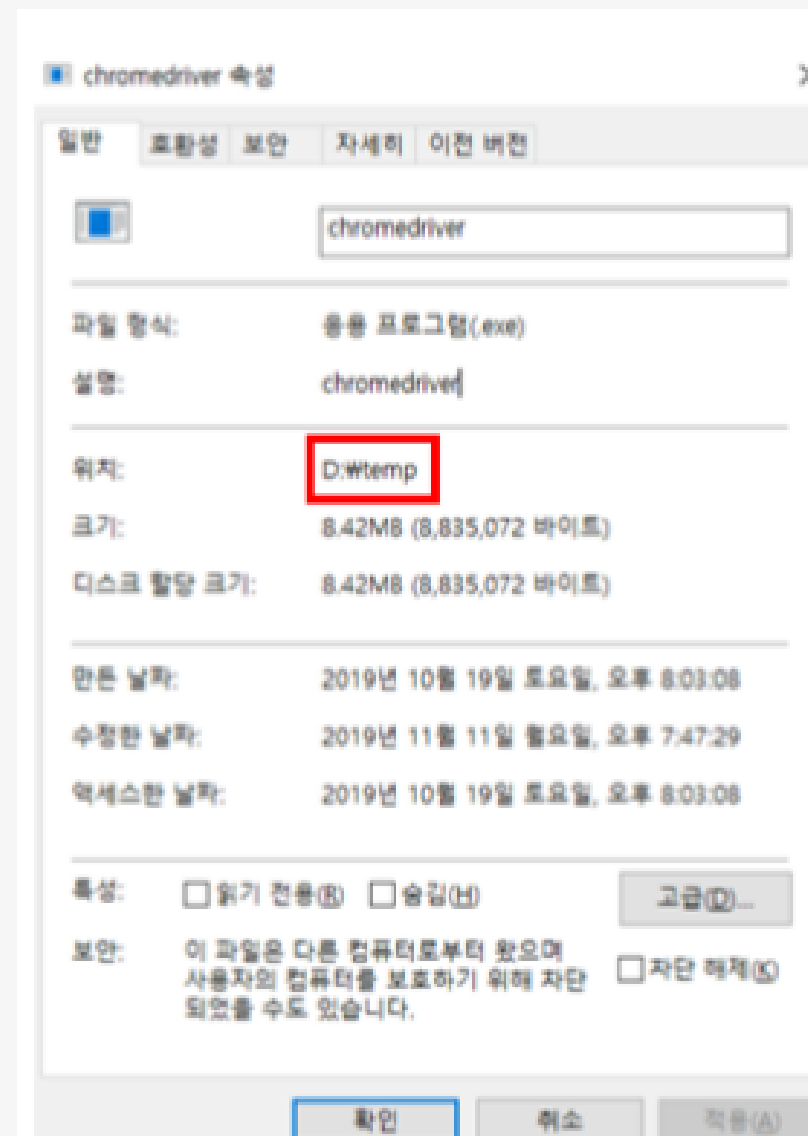 chromedriver 속성
일반 호환성 보안 자세히 이전 버전
chromedriver
파일 형식: 응용 프로그램(.exe)
설명: chromedriver
위치: D:₩temp
크기: 8.42MB (8,835,072 바이트)
디스크 할당 크기: 8.42MB (8,835,072 바이트)
만든 날짜: 2019년 10월 19일 토요일, 오후 8:03:08
수정한 날짜: 2019년 11월 11일 월요일, 오후 7:47:29
액세스한 날짜: 2019년 10월 19일 토요일, 오후 8:03:08
특성: 읽기 전용(R) 숨김(H) 고급(D)...
보안: 이 파일은 다른 컴퓨터로부터 왔으며
사용자의 컴퓨터를 보호하기 위해 차단
되었을 수도 있습니다.
차단 해제(K)
확인 취소 적용(A)